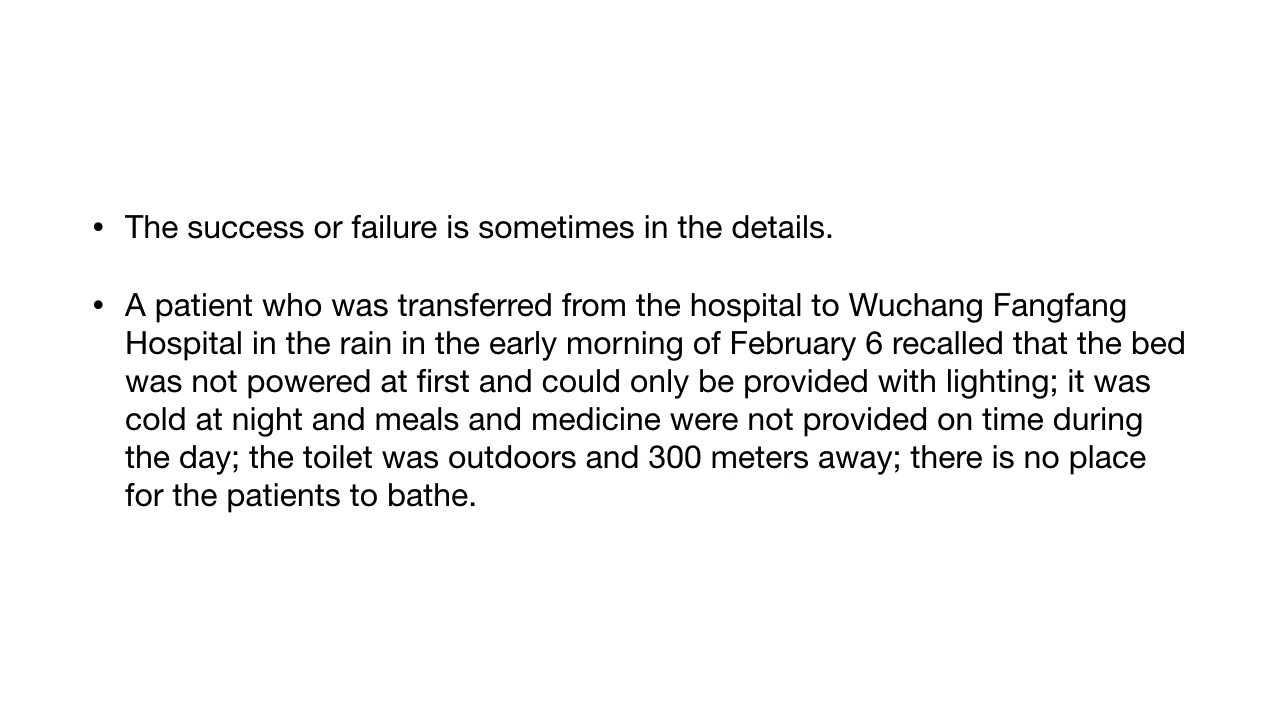 • The success or failure is sometimes in the details.
• A patient who was transferred from the hospital to Wuchang Fangfang
Hospital in the rain in the early morning of February 6 recalled that the bed
was not powered at first and could only be provided with lighting; it was
cold at night and meals and medicine were not provided on time during
the day; the toilet was outdoors and 300 meters away; there is no place
for the patients to bathe.